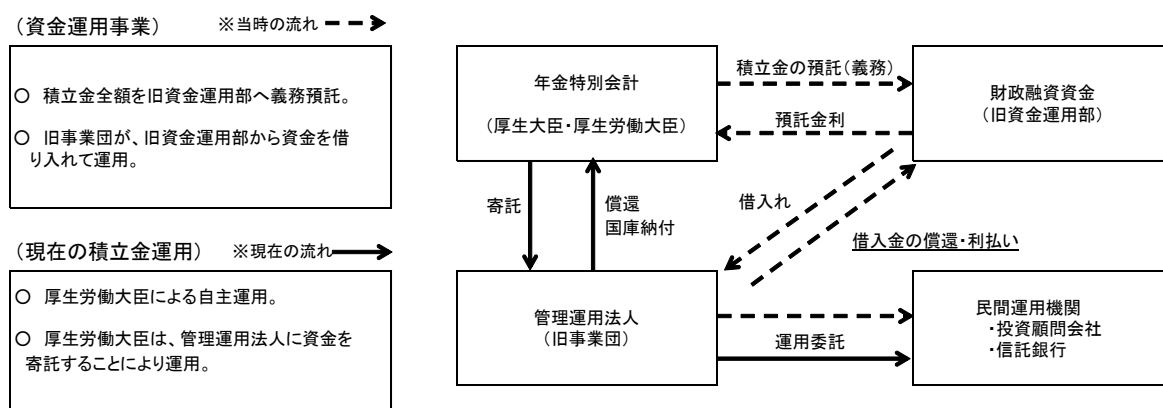 （資金運用事業）　※当時の流れ
○　積立金全額を旧資金運用部へ義務預託。
○　旧事業団が、旧資金運用部から資金を借
り入れて運用。
（現在の積立金運用）　※現在の流れ
○　厚生労働大臣による自主運用。
○　厚生労働大臣は、管理運用法人に資金を
寄託することにより運用。
年金特別会計
（厚生大臣・厚生労働大臣）
積立金の預託（義務）
預託金利
財政融資資金
（旧資金運用部）
寄託
償還
国庫納付
借入れ
借入金の償還・利払い
管理運用法人
（旧事業団）
運用委託
民間運用機関
・投資顧問会社
・信託銀行